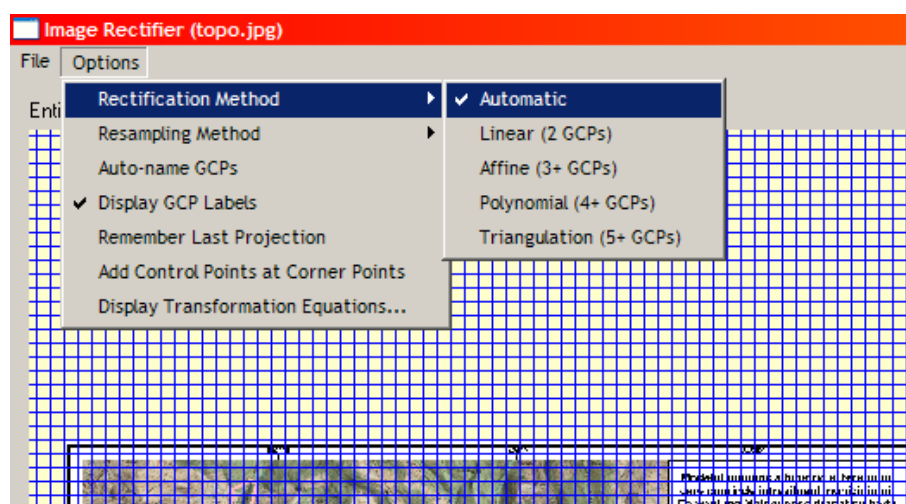 Image Rectifier (topo.jpg)
File Options
Enti
Rectification Method
Resampling Method
Auto-name GCPs
Display GCP Labels
Remember Last Projection
Add Control Points at Corner Points
Display Transformation Equations...
Automatic
Linear (2 GCPs)
Affine (3+ GCPs)
Polynomial (4+ GCPs)
Triangulation (5+ GCPs)